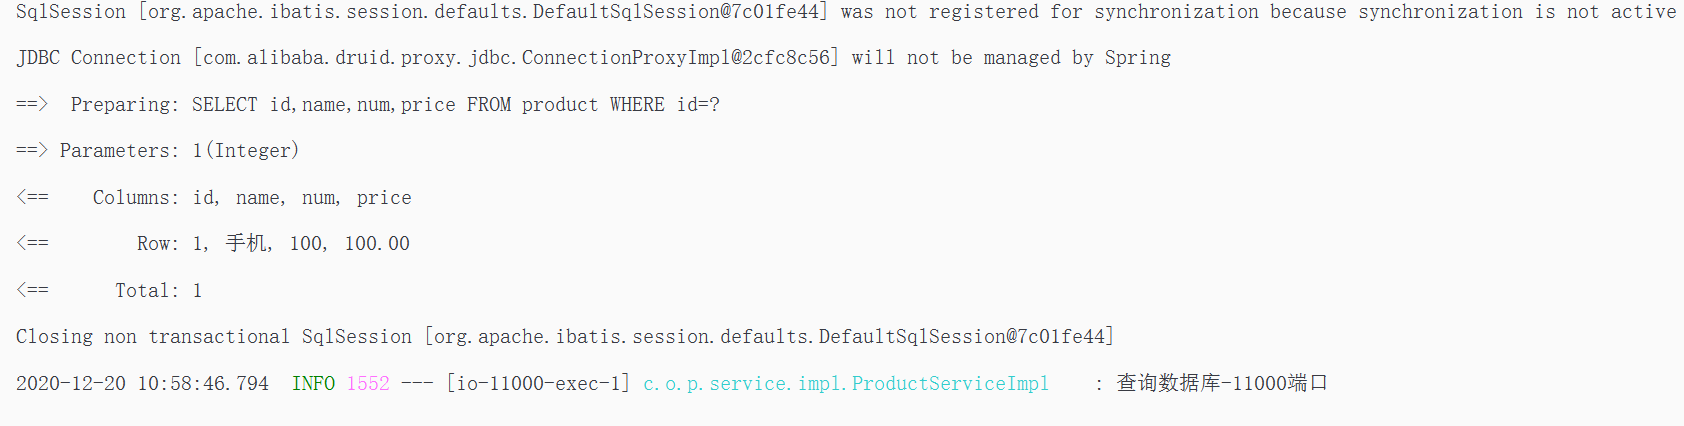 SqlSession [org.apache.ibatis.session.defaults.DefaultSqlSession@7c01fe44] was not registered for synchronization because synchronization is not active
JDBC Connection [com.alibaba.druid.proxy.jdbc.ConnectionProxyImpl@2cfc8c56] will not be managed by Spring
==>  Preparing: SELECT id,name,num,price FROM product WHERE id=?
==> Parameters: 1(Integer)
<==    Columns: id, name, num, price
<==        Row: 1, 手机, 100, 100.00
<==      Total: 1
Closing non transactional SqlSession [org.apache.ibatis.session.defaults.DefaultSqlSession@7c01fe44]
2020-12-20 10:58:46.794  INFO 1552 --- [io-11000-exec-1] c.o.p.service.impl.ProductServiceImpl    : 查询数据库-11000端口